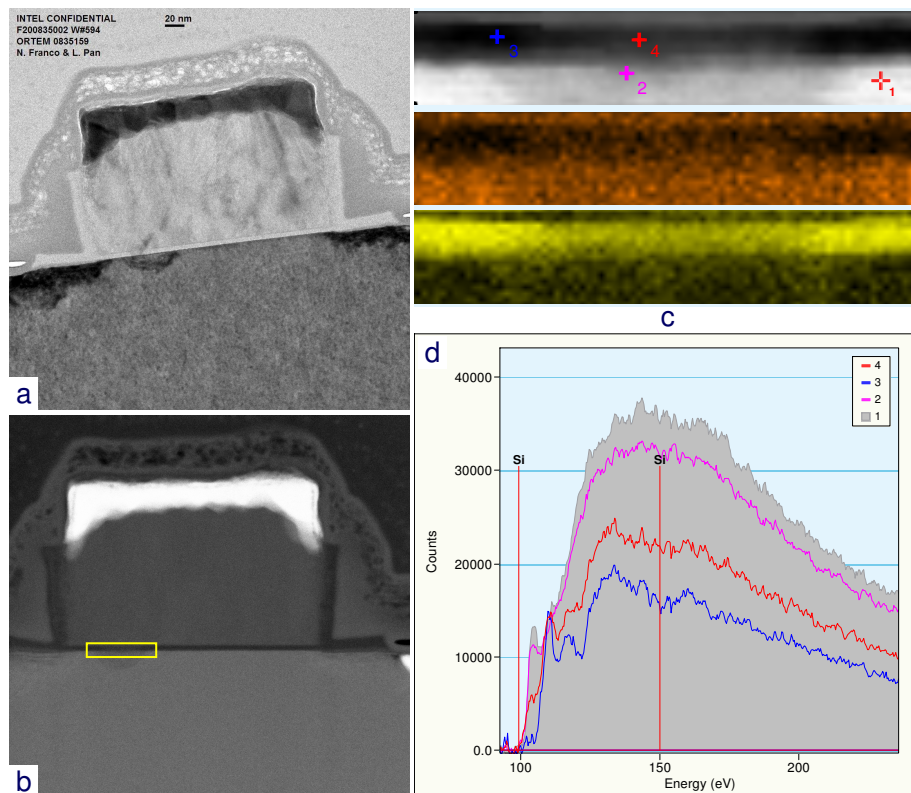 INTEL CONFIDENTIAL
F200835002 W#594
ORTEM 0835159
N. Franco & L. Pan
20 nm
a
b
3
4
2
1
c
d
Counts
40000
30000
20000
10000
0.0
Si
Si
4
3
2
1
100
150
200
Energy (eV)